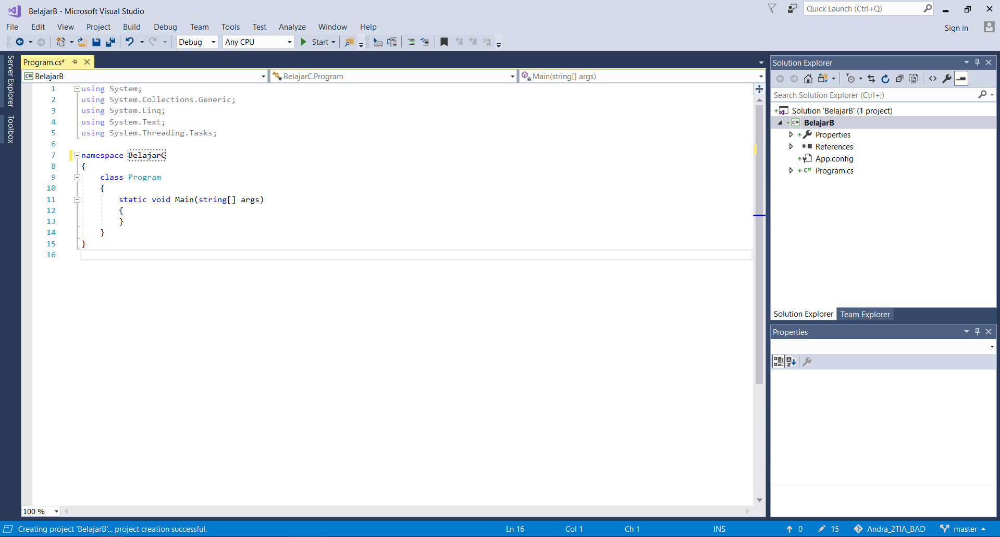 BelajarB - Microsoft Visual Studio
Quick Launch (Ctrl+Q)
File Edit View Project Build Debug Team Tools Test Analyze Window Help
Sign in
Debug Any CPU Start
Server Explorer
Toolbox
Program.cs*
BelajarB BelajarC.Program Main(string[] args)
1 using System;
2 using System.Collections.Generic;
3 using System.Linq;
4 using System.Text;
5 using System.Threading.Tasks;
6
7 namespace BelajarC
8 {
9 class Program
10 {
11 static void Main(string[] args)
12 {
13 }
14 }
15 }
16
100 %
Solution Explorer
Search Solution Explorer (Ctrl+;)
Solution 'BelajarB' (1 project)
C# BelajarB
Properties
References
App.config
C# Program.cs
Solution Explorer Team Explorer
Properties
Creating project 'BelajarB'... project creation successful.
Ln 16 Col 1 Ch 1 INS 0 15 Andra_2TIA_BAD master